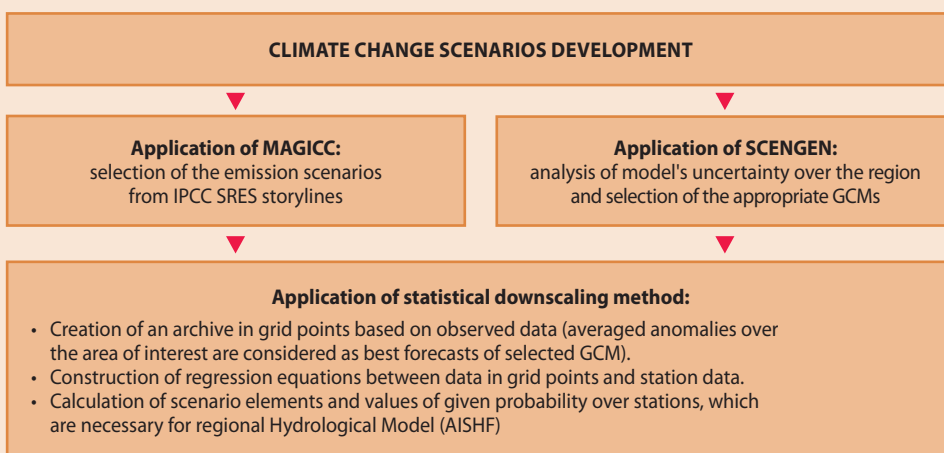 CLIMATE CHANGE SCENARIOS DEVELOPMENT
Application of MAGICC:
selection of the emission scenarios
from IPCC SRES storylines
Application of SCENGEN:
analysis of model's uncertainty over the region
and selection of the appropriate GCMs
Application of statistical downscaling method:
• Creation of an archive in grid points based on observed data (averaged anomalies over
the area of interest are considered as best forecasts of selected GCM).
• Construction of regression equations between data in grid points and station data.
• Calculation of scenario elements and values of given probability over stations, which
are necessary for regional Hydrological Model (AISHF)